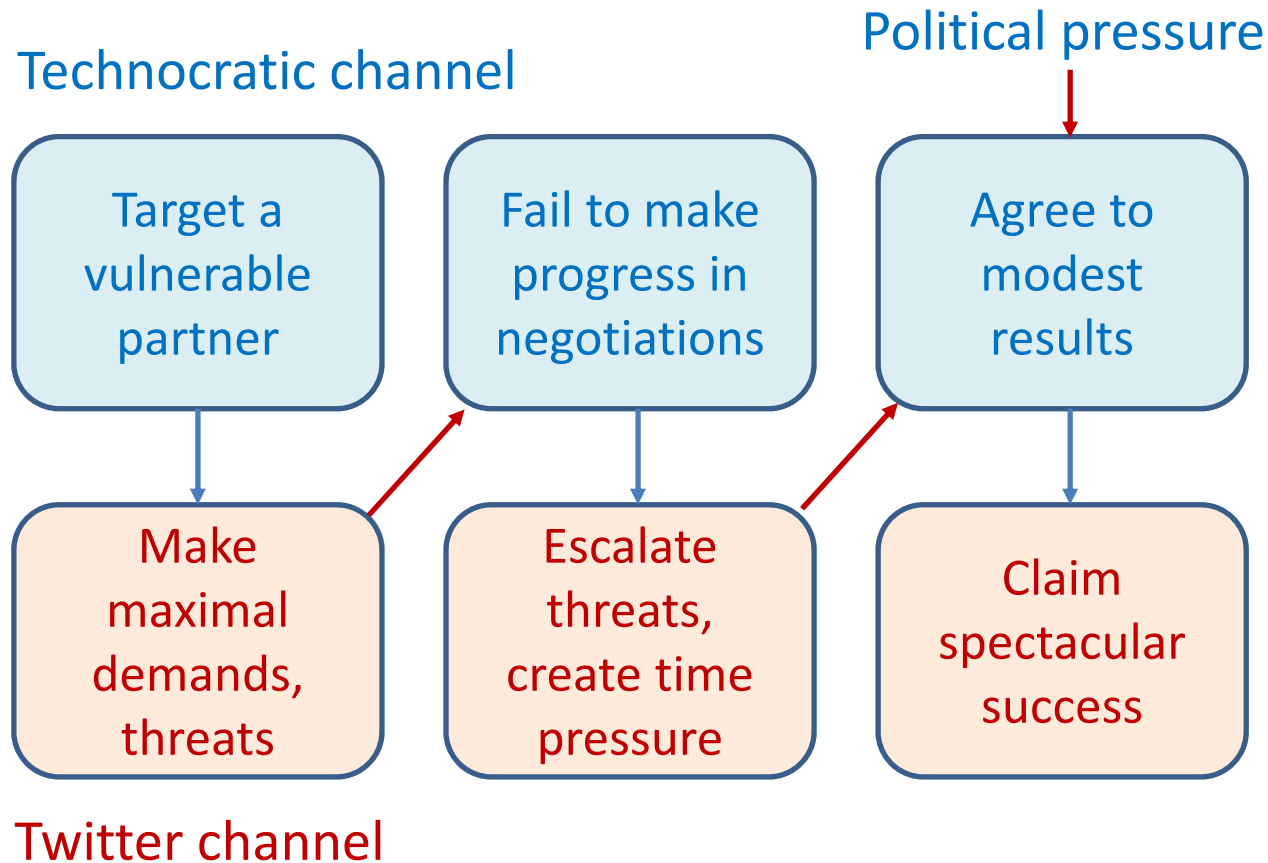 Political pressure
Technocratic channel
Target a
vulnerable
partner
Fail to make
progress in
negotiations
Agree to
modest
results
Make
maximal
demands,
threats
Escalate
threats,
create time
pressure
Claim
spectacular
success
Twitter channel